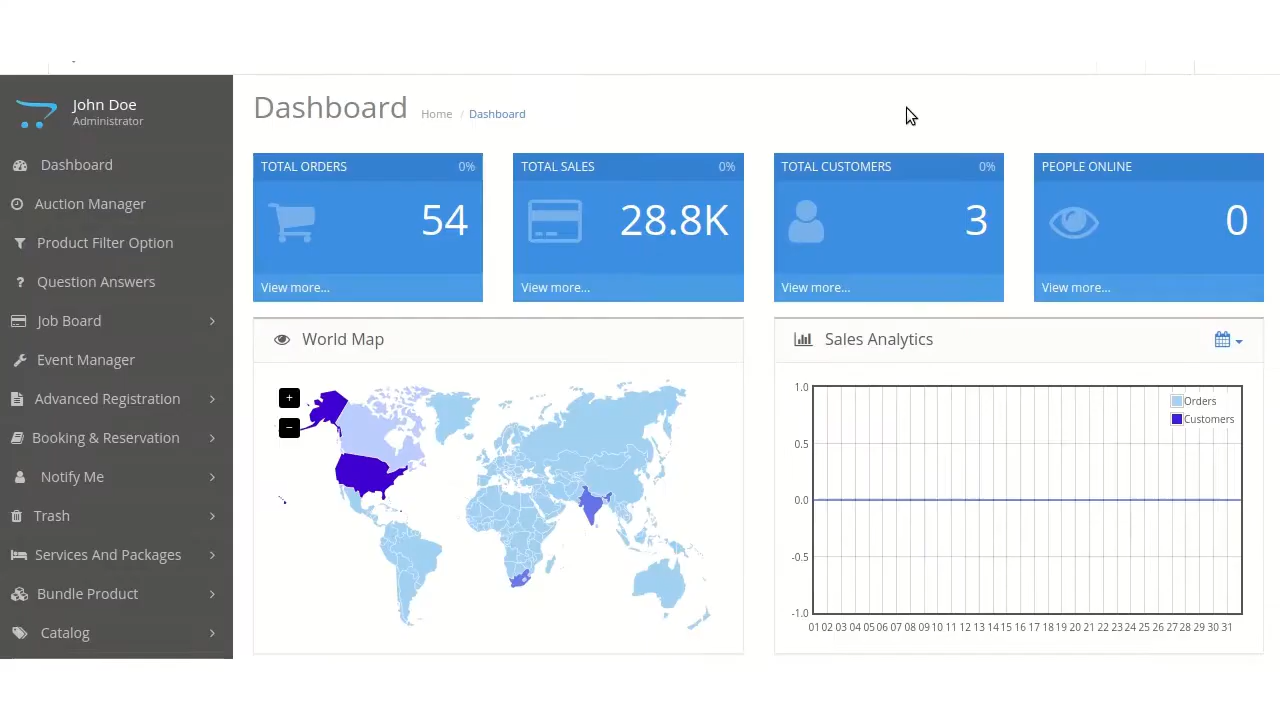 John Doe
Administrator
Dashboard
Auction Manager
Product Filter Option
Question Answers
Job Board
Event Manager
Advanced Registration
Booking & Reservation
Notify Me
Trash
Services And Packages
Bundle Product
Catalog
Dashboard Home / Dashboard
TOTAL ORDERS 0%
54
View more...
TOTAL SALES 0%
28.8K
View more...
TOTAL CUSTOMERS 0%
3
View more...
PEOPLE ONLINE
0
View more...
World Map
+
−
Sales Analytics
Orders
Customers
1.0
0.5
0.0
-0.5
-1.0
01 02 03 04 05 06 07 08 09 10 11 12 13 14 15 16 17 18 19 20 21 22 23 24 25 26 27 28 29 30 31